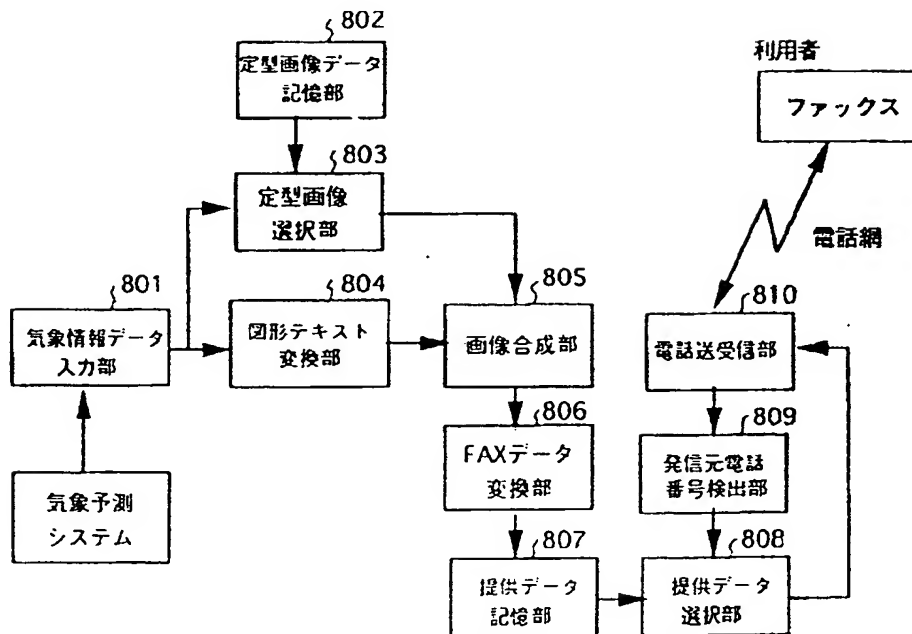 802
定型画像データ
記憶部
利用者
ファックス
803
定型画像
選択部
電話網
801
気象情報データ
入力部
804
図形テキスト
変換部
805
画像合成部
810
電話送受信部
806
FAXデータ
変換部
809
発信元電話
番号検出部
気象予測
システム
807
提供データ
記憶部
808
提供データ
選択部